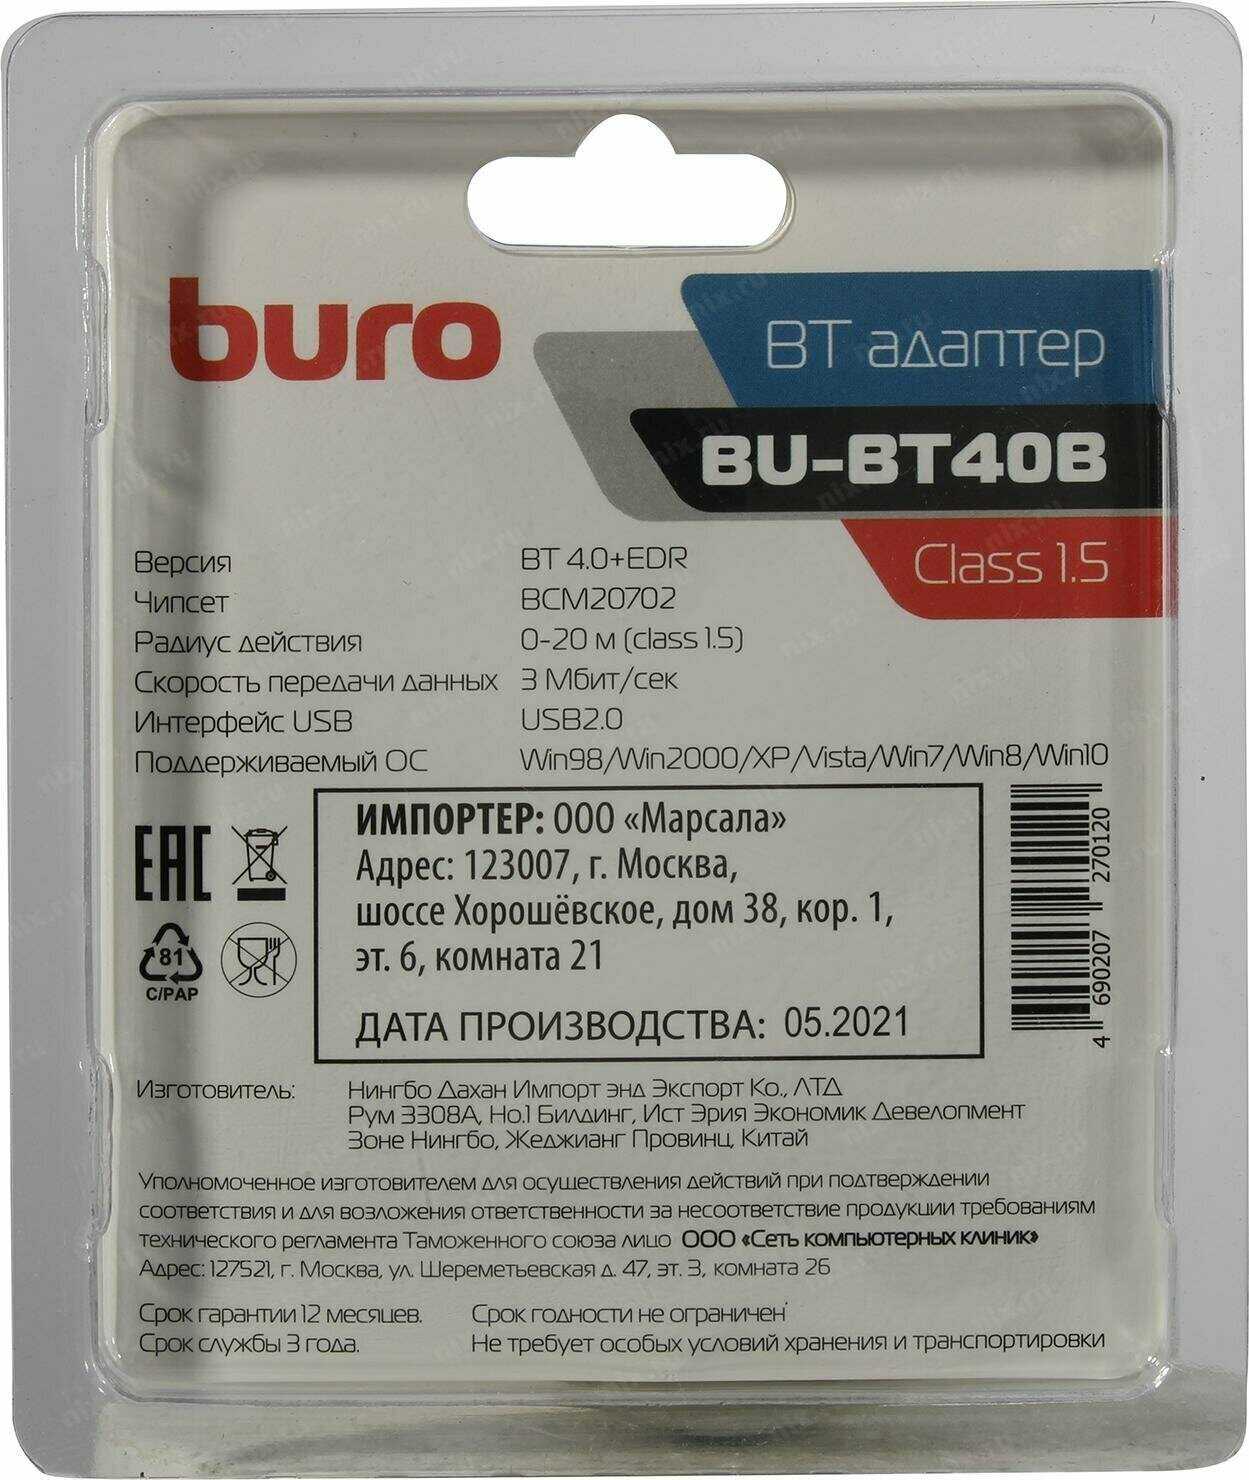 buro
BT адаптер
BU-BT40B
Class 1.5
Версия BT 4.0+EDR
Чипсет BCM20702
Радиус действия 0-20 м (class 1.5)
Скорость передачи данных 3 Мбит/сек
Интерфейс USB USB2.0
Поддерживаемый ОС Win98/Win2000/XP/Vista/Win7/Win8/Win10
ИМПОРТЕР: ООО «Марсала»
Адрес: 123007, г. Москва,
шоссе Хорошёвское, дом 38, кор. 1,
эт. 6, комната 21
ДАТА ПРОИЗВОДСТВА: 05.2021
EAC
81
C/PAP
4 690207 270120
Изготовитель: Нингбо Дахан Импорт энд Экспорт Ко., ЛТД
Рум 3308А, Но.1 Билдинг, Ист Эрия Экономик Девелопмент
Зоне Нингбо, Жеджианг Провинц, Китай
Уполномоченное изготовителем для осуществления действий при подтверждении
соответствия и для возложения ответственности за несоответствие продукции требованиям
технического регламента Таможенного союза лицо ООО «Сеть компьютерных клиник»
Адрес: 127521, г. Москва, ул. Шереметьевская д. 47, эт. 3, комната 26
Срок гарантии 12 месяцев. Срок годности не ограничен
Срок службы 3 года. Не требует особых условий хранения и транспортировки
nix.ru